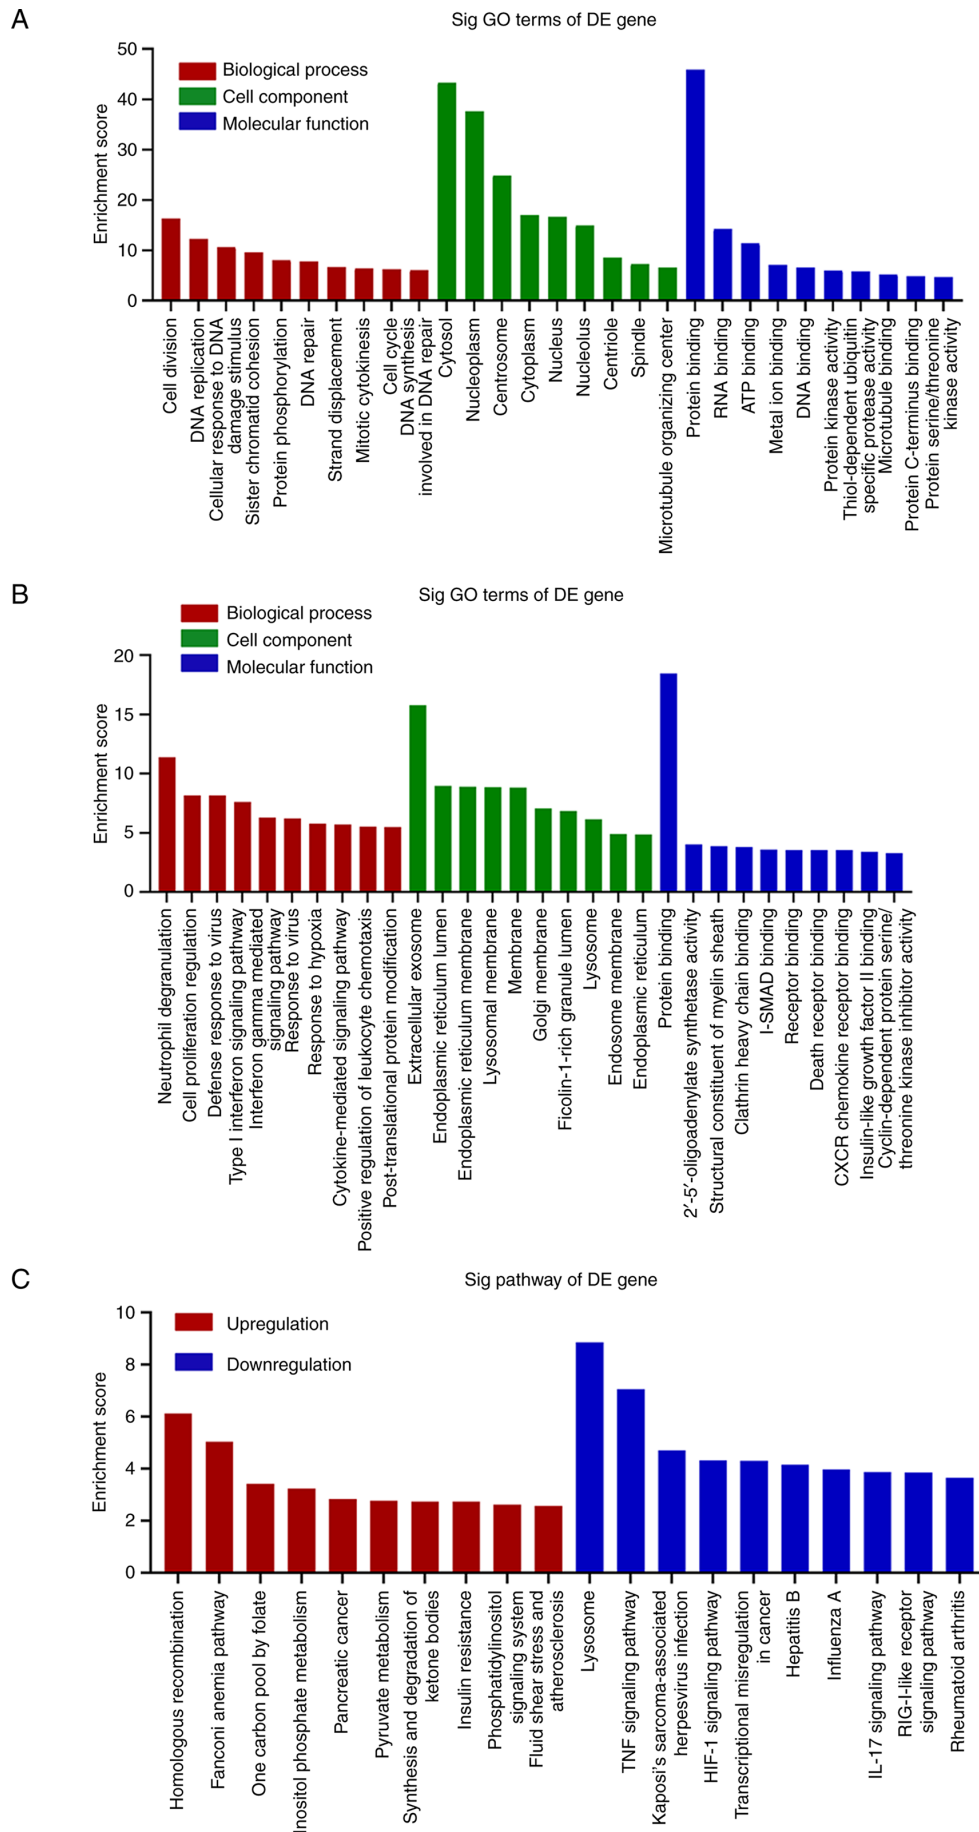 A
Sig GO terms of DE gene
Biological process
Cell component
Molecular function
Enrichment score
50
40
30
20
10
0
Cell division
DNA replication
Cellular response to DNA
damage stimulus
Sister chromatid cohesion
Protein phosphorylation
DNA repair
Strand displacement
Mitotic cytokinesis
Cell cycle
DNA synthesis
involved in DNA repair
Cytosol
Nucleoplasm
Centrosome
Cytoplasm
Nucleus
Nucleolus
Centriole
Spindle
Microtubule organizing center
Protein binding
RNA binding
ATP binding
Metal ion binding
DNA binding
Protein kinase activity
Thiol-dependent ubiquitin
specific protease activity
Microtubule binding
Protein C-terminus binding
Protein serine/threonine
kinase activity
B
Sig GO terms of DE gene
Biological process
Cell component
Molecular function
Enrichment score
20
15
10
5
0
Neutrophil degranulation
Cell proliferation regulation
Defense response to virus
Type I interferon signaling pathway
Interferon gamma mediated
signaling pathway
Response to virus
Response to hypoxia
Cytokine-mediated signaling pathway
Positive regulation of leukocyte chemotaxis
Post-translational protein modification
Extracellular exosome
Endoplasmic reticulum lumen
Endoplasmic reticulum membrane
Lysosomal membrane
Membrane
Golgi membrane
Ficolin-1-rich granule lumen
Lysosome
Endosome membrane
Endoplasmic reticulum
Protein binding
2′-5′-oligoadenylate synthetase activity
Structural constituent of myelin sheath
Clathrin heavy chain binding
I-SMAD binding
Receptor binding
Death receptor binding
CXCR chemokine receptor binding
Insulin-like growth factor II binding
Cyclin-dependent protein serine/
threonine kinase inhibitor activity
C
Sig pathway of DE gene
Upregulation
Downregulation
Enrichment score
10
8
6
4
2
0
Homologous recombination
Fanconi anemia pathway
One carbon pool by folate
Inositol phosphate metabolism
Pancreatic cancer
Pyruvate metabolism
Synthesis and degradation of
ketone bodies
Insulin resistance
Phosphatidylinositol
signaling system
Fluid shear stress and
atherosclerosis
Lysosome
TNF signaling pathway
Kaposi's sarcoma-associated
herpesvirus infection
HIF-1 signaling pathway
Transcriptional misregulation
in cancer
Hepatitis B
Influenza A
IL-17 signaling pathway
RIG-I-like receptor
signaling pathway
Rheumatoid arthritis